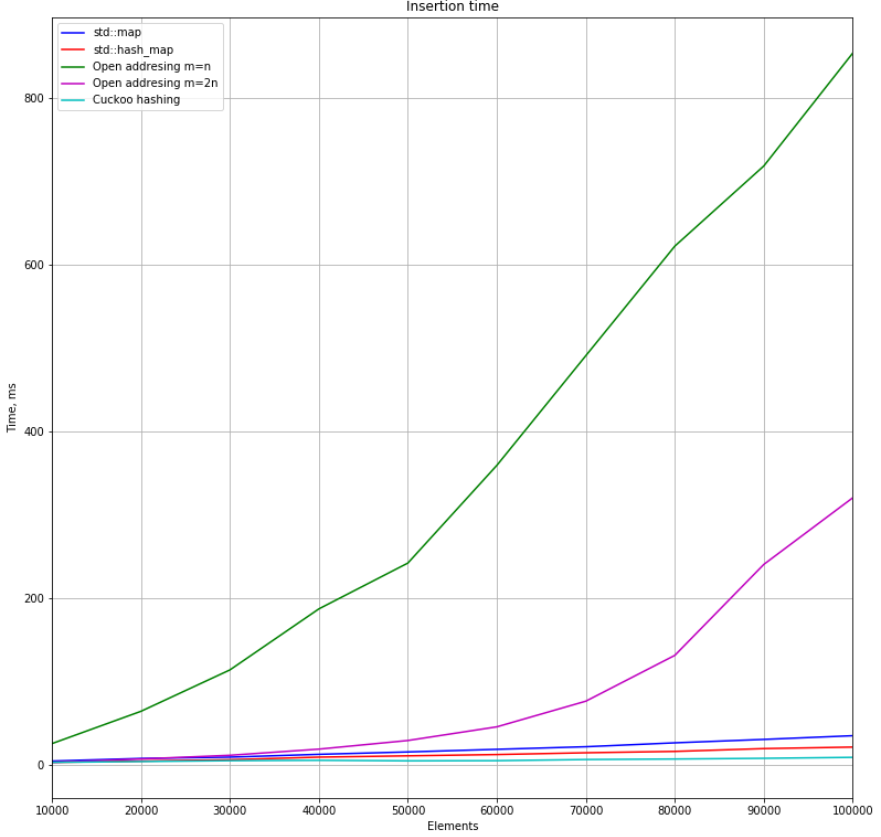 Insertion time
std::map
std::hash_map
Open addresing m=n
Open addresing m=2n
Cuckoo hashing
800
600
400
200
0
Time, ms
10000 20000 30000 40000 50000 60000 70000 80000 90000 100000
Elements